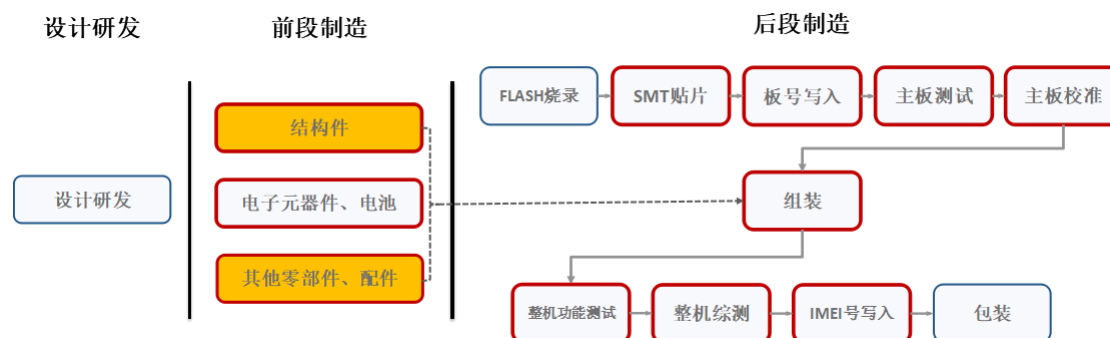 设计研发
前段制造
后段制造
FLASH烧录
SMT贴片
板号写入
主板测试
主板校准
结构件
设计研发
电子元器件、电池
组装
其他零部件、配件
整机功能测试
整机综测
IMEI号写入
包装